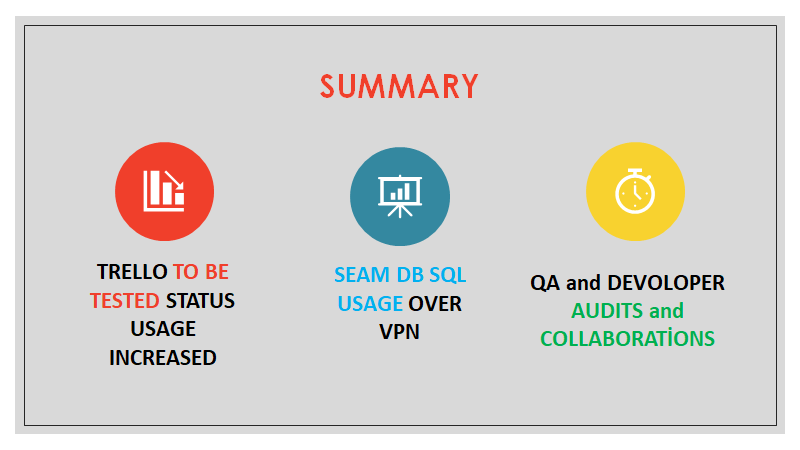 SUMMARY
TRELLO TO BE
TESTED STATUS
USAGE
INCREASED
SEAM DB SQL
USAGE OVER
VPN
QA and DEVOLOPER
AUDITS and
COLLABORATİONS